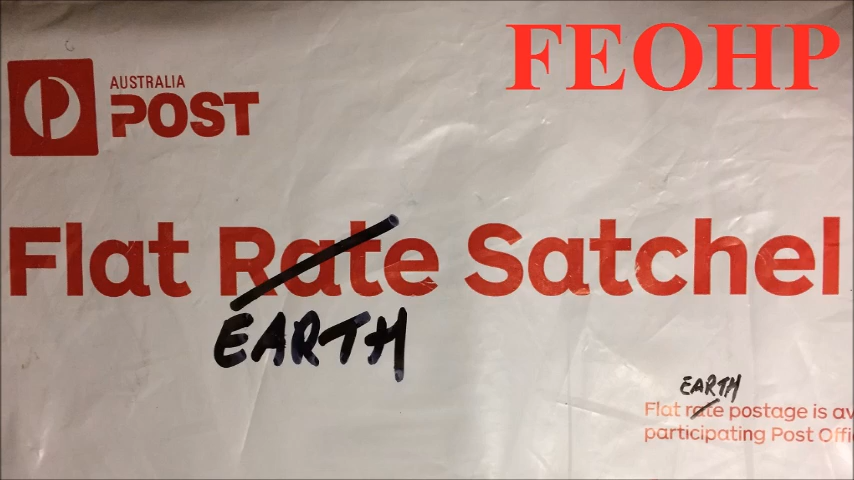 FEOHP
AUSTRALIA
POST
Flat Rate Satchel
EARTH
EARTH
Flat rate postage is av
participating Post Offi